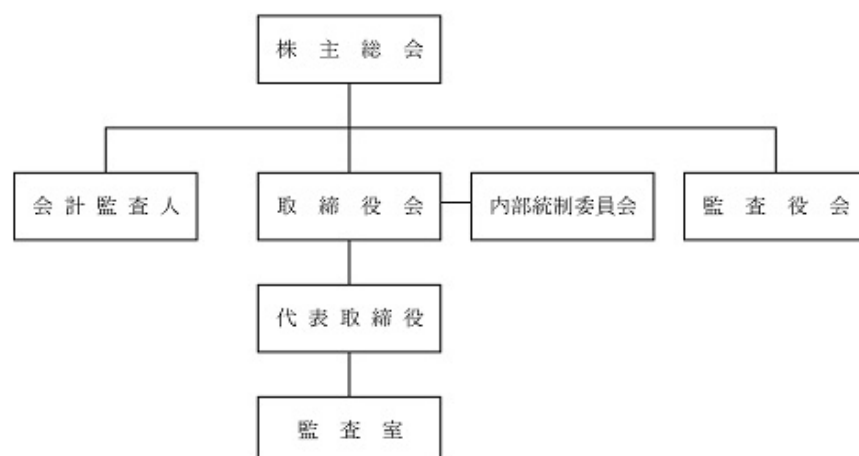 株主総会
会計監査人
取締役会
内部統制委員会
監査役会
代表取締役
監査室